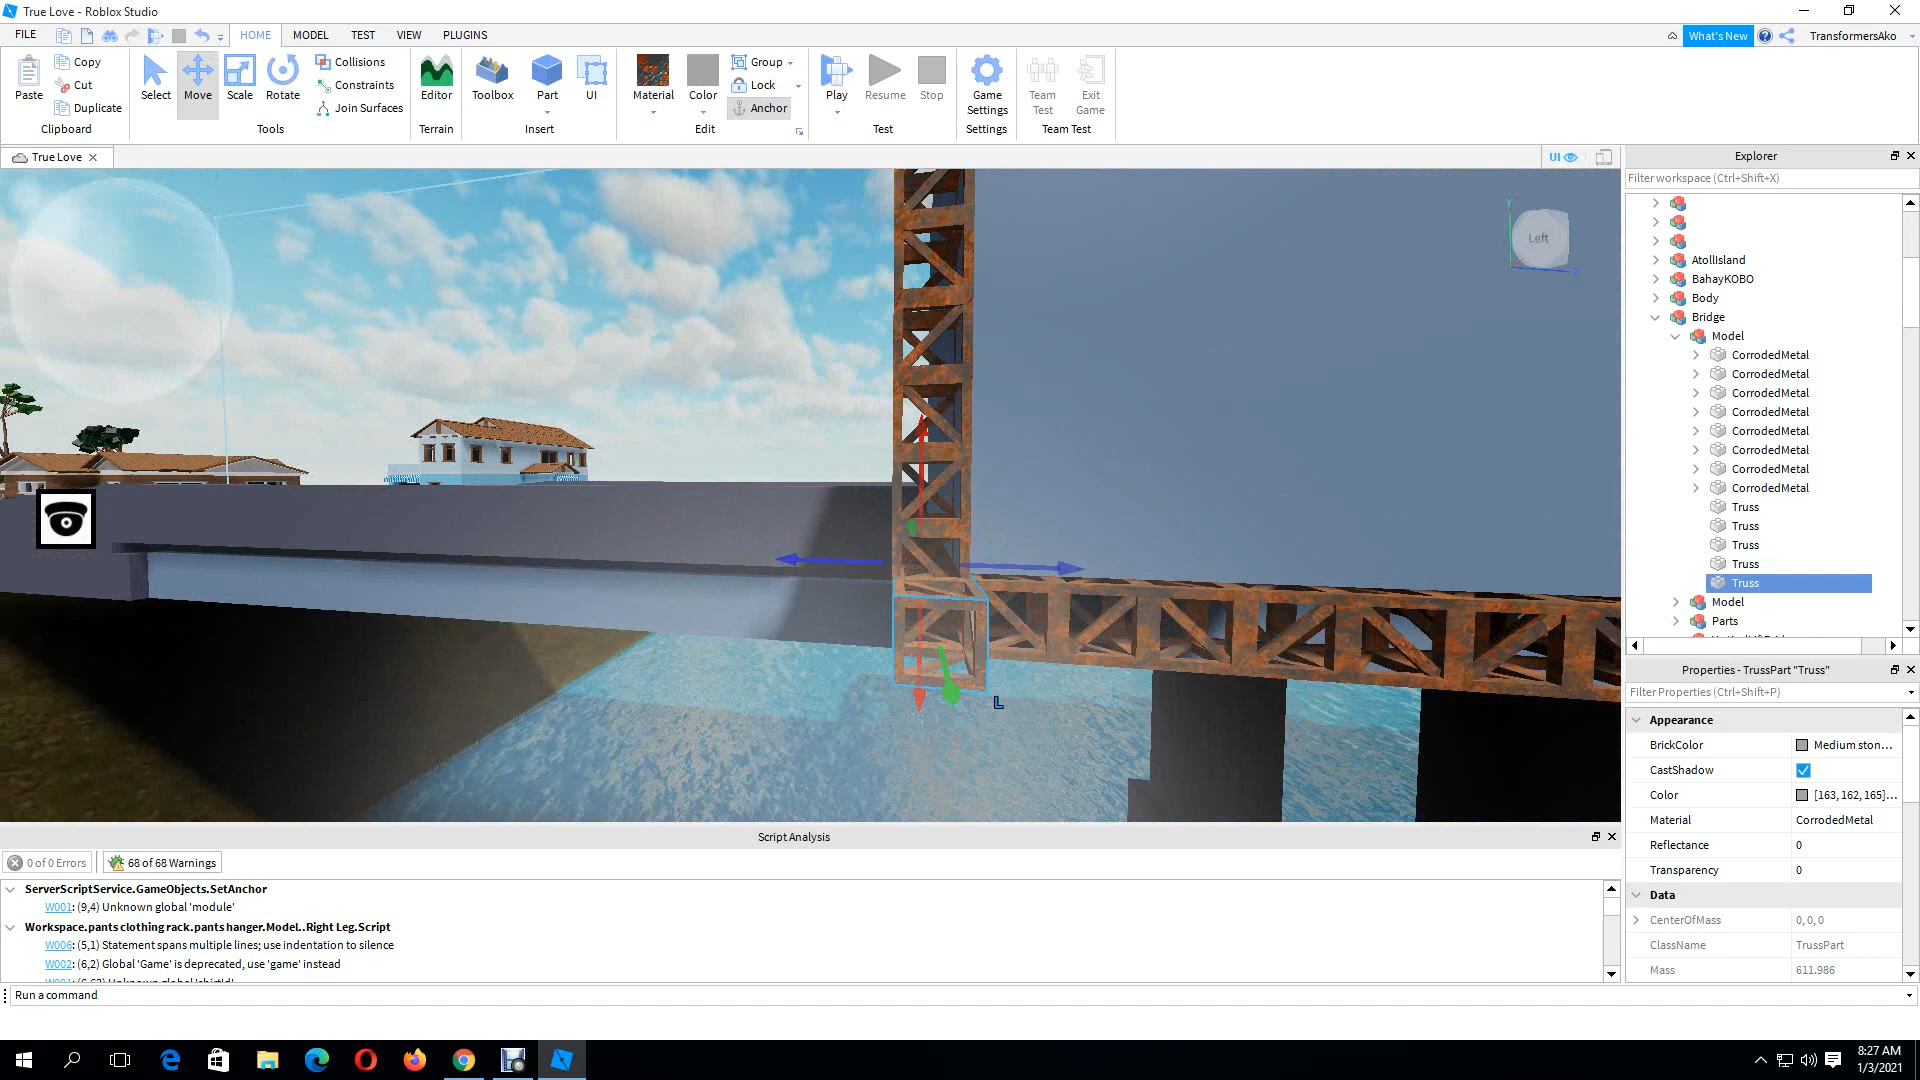 True Love - Roblox Studio
FILE
HOME
MODEL
TEST
VIEW
PLUGINS
What's New
TransformersAko
Paste
Copy
Cut
Duplicate
Clipboard
Select
Move
Scale
Rotate
Collisions
Constraints
Join Surfaces
Tools
Editor
Terrain
Toolbox
Part
UI
Insert
Material
Color
Group
Lock
Anchor
Edit
Play
Resume
Stop
Test
Game Settings
Settings
Team Test
Exit Game
Team Test
True Love
UI
Left
Y
Z
L
Explorer
Filter workspace (Ctrl+Shift+X)
AtollIsland
BahayKOBO
Body
Bridge
Model
CorrodedMetal
CorrodedMetal
CorrodedMetal
CorrodedMetal
CorrodedMetal
CorrodedMetal
CorrodedMetal
CorrodedMetal
Truss
Truss
Truss
Truss
Truss
Model
Parts
Properties - TrussPart "Truss"
Filter Properties (Ctrl+Shift+P)
Appearance
BrickColor Medium ston...
CastShadow
Color [163, 162, 165]...
Material CorrodedMetal
Reflectance 0
Transparency 0
Data
CenterOfMass 0, 0, 0
ClassName TrussPart
Mass 611.986
Script Analysis
0 of 0 Errors
68 of 68 Warnings
ServerScriptService.GameObjects.SetAnchor
W001: (9,4) Unknown global 'module'
Workspace.pants clothing rack.pants hanger.Model..Right Leg.Script
W006: (5,1) Statement spans multiple lines; use indentation to silence
W002: (6,2) Global 'Game' is deprecated, use 'game' instead
Run a command
8:27 AM
1/3/2021